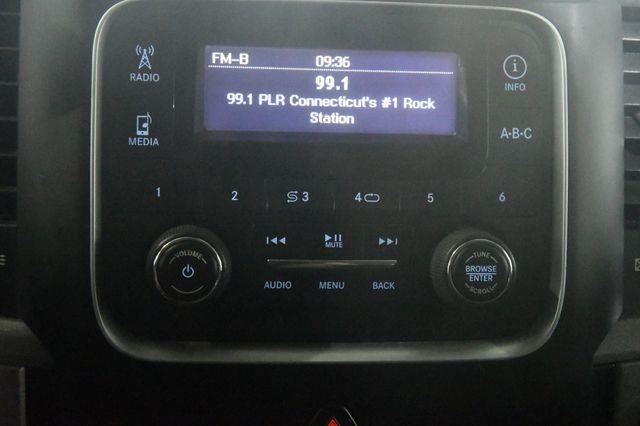 FM-B 09:36
99.1
99.1 PLR Connecticut's #1 Rock
Station
RADIO
MEDIA
INFO
A·B·C
1 2 3 4 5 6
MUTE
AUDIO MENU BACK
VOLUME
TUNE
BROWSE
ENTER
SCROLL